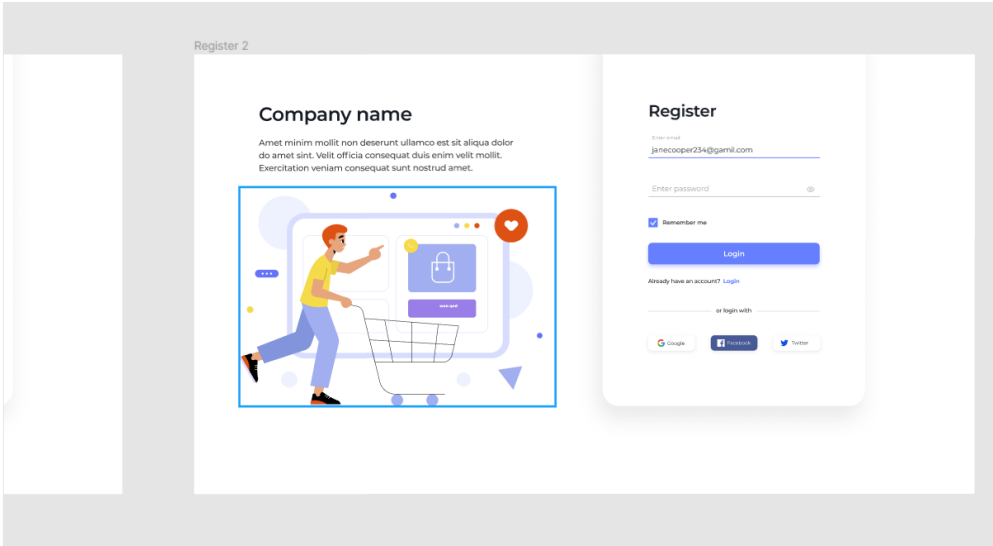 Register 2
Company name
Amet minim mollit non deserunt ullamco est sit aliqua dolor
do amet sint. Velit officia consequat duis enim velit mollit.
Exercitation veniam consequat sunt nostrud amet.
Register
Enter email
janecooper234@gamil.com
Enter password
Remember me
Login
Already have an account? Login
or login with
Google
Facebook
Twitter